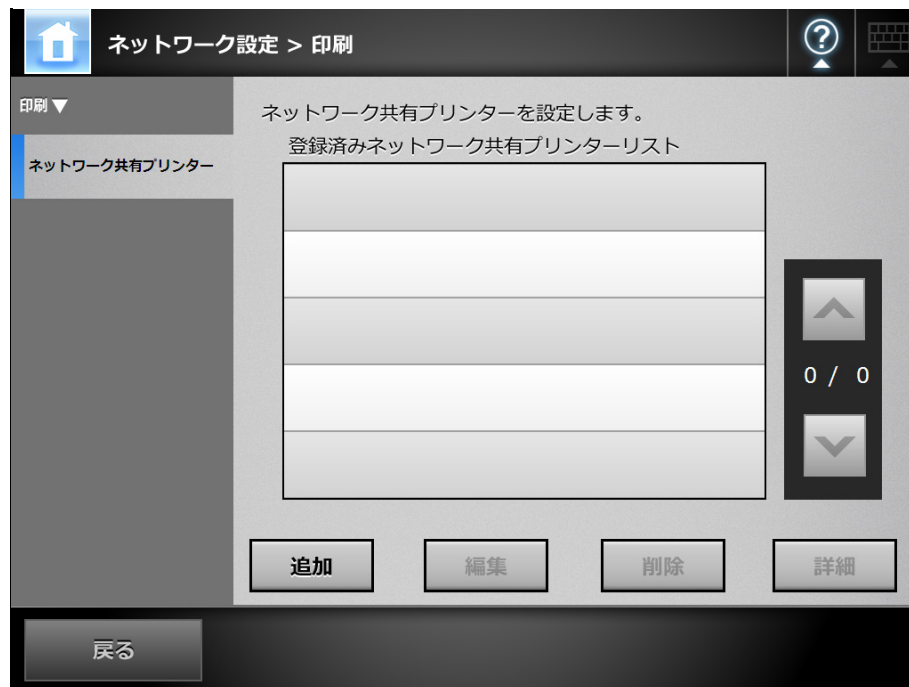 ネットワーク設定 > 印刷
?
印刷▼
ネットワーク共有プリンター
ネットワーク共有プリンターを設定します。
登録済みネットワーク共有プリンターリスト
0 / 0
追加
編集
削除
詳細
戻る